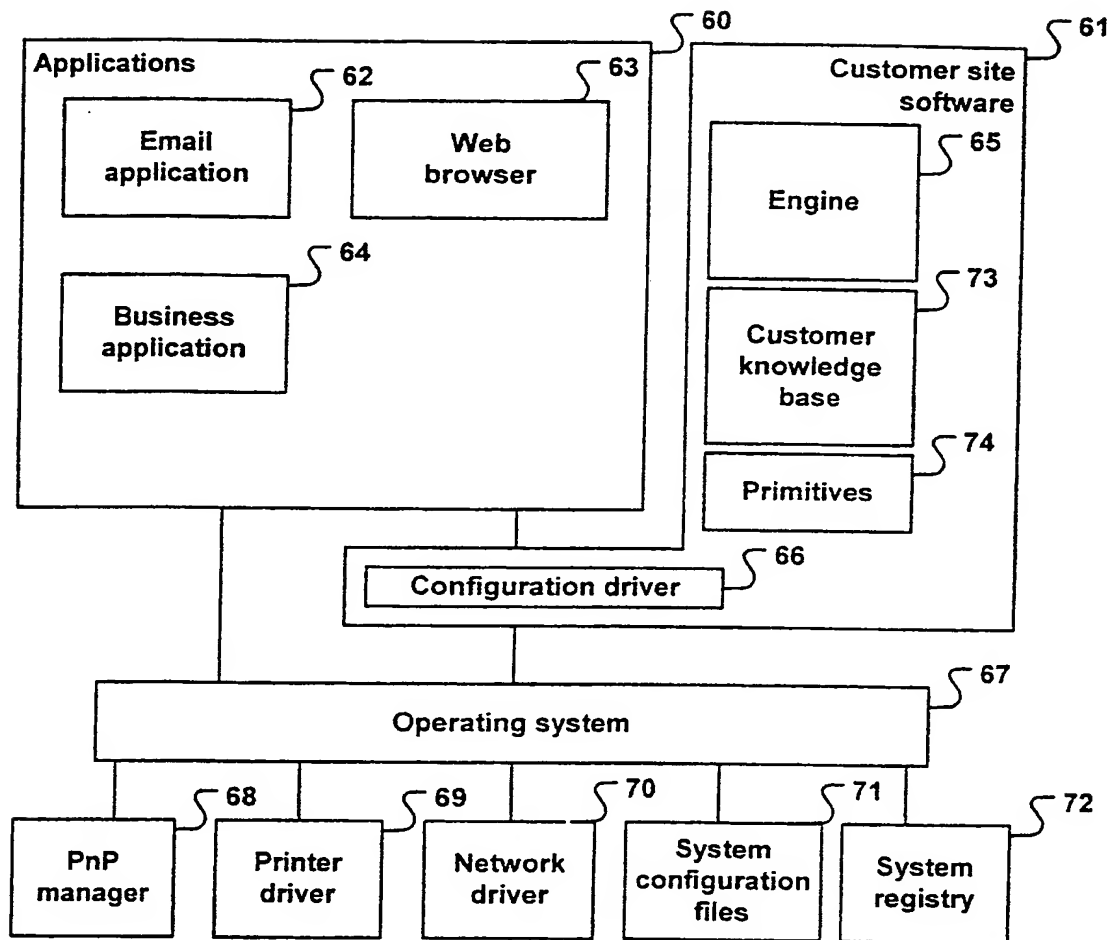 60
61
Applications
Customer site
software
62
63
Email
application
Web
browser
65
Engine
64
Business
application
73
Customer
knowledge
base
74
Primitives
66
Configuration driver
67
Operating system
68
69
70
71
72
PnP
manager
Printer
driver
Network
driver
System
configuration
files
System
registry